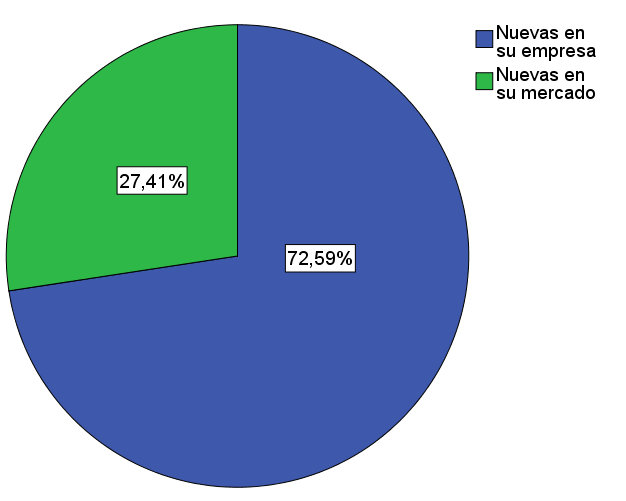 Nuevas en
su empresa
Nuevas en
su mercado
27,41%
72,59%